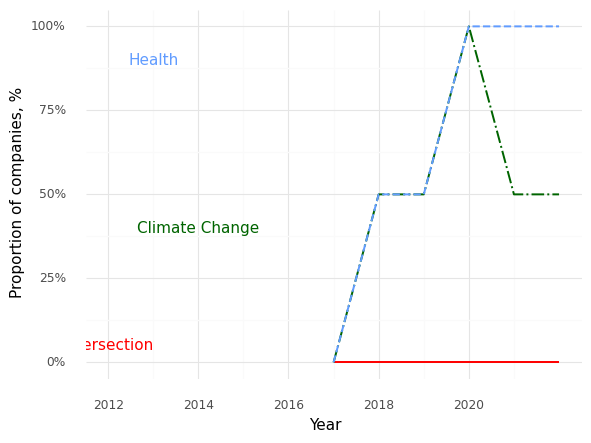 100%
Health
75%
Proportion of companies, %
50%
Climate Change
25%
ersection
0%
2012 2014 2016 2018 2020
Year